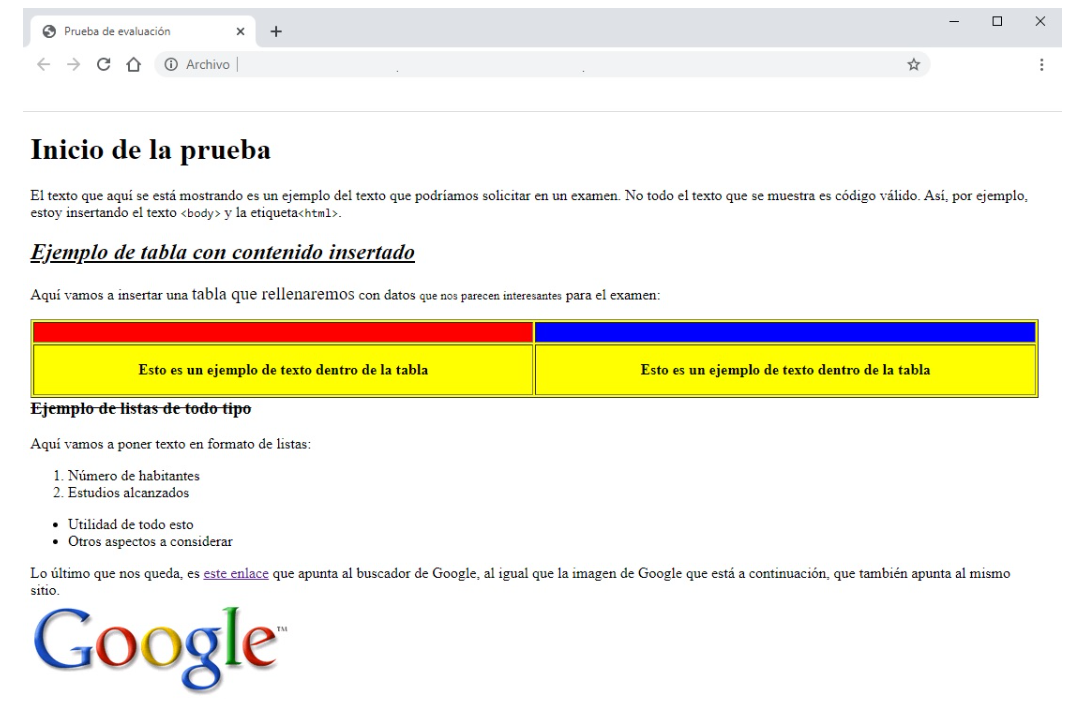 Prueba de evaluación
Archivo
Inicio de la prueba
El texto que aquí se está mostrando es un ejemplo del texto que podríamos solicitar en un examen. No todo el texto que se muestra es código válido. Así, por ejemplo,
estoy insertando el texto <body> y la etiqueta<html>.
Ejemplo de tabla con contenido insertado
Aquí vamos a insertar una tabla que rellenaremos con datos que nos parecen interesantes para el examen:
Esto es un ejemplo de texto dentro de la tabla
Esto es un ejemplo de texto dentro de la tabla
Ejemplo de listas de todo tipo
Aquí vamos a poner texto en formato de listas:
1. Número de habitantes
2. Estudios alcanzados
• Utilidad de todo esto
• Otros aspectos a considerar
Lo último que nos queda, es este enlace que apunta al buscador de Google, al igual que la imagen de Google que está a continuación, que también apunta al mismo
sitio.
Google™